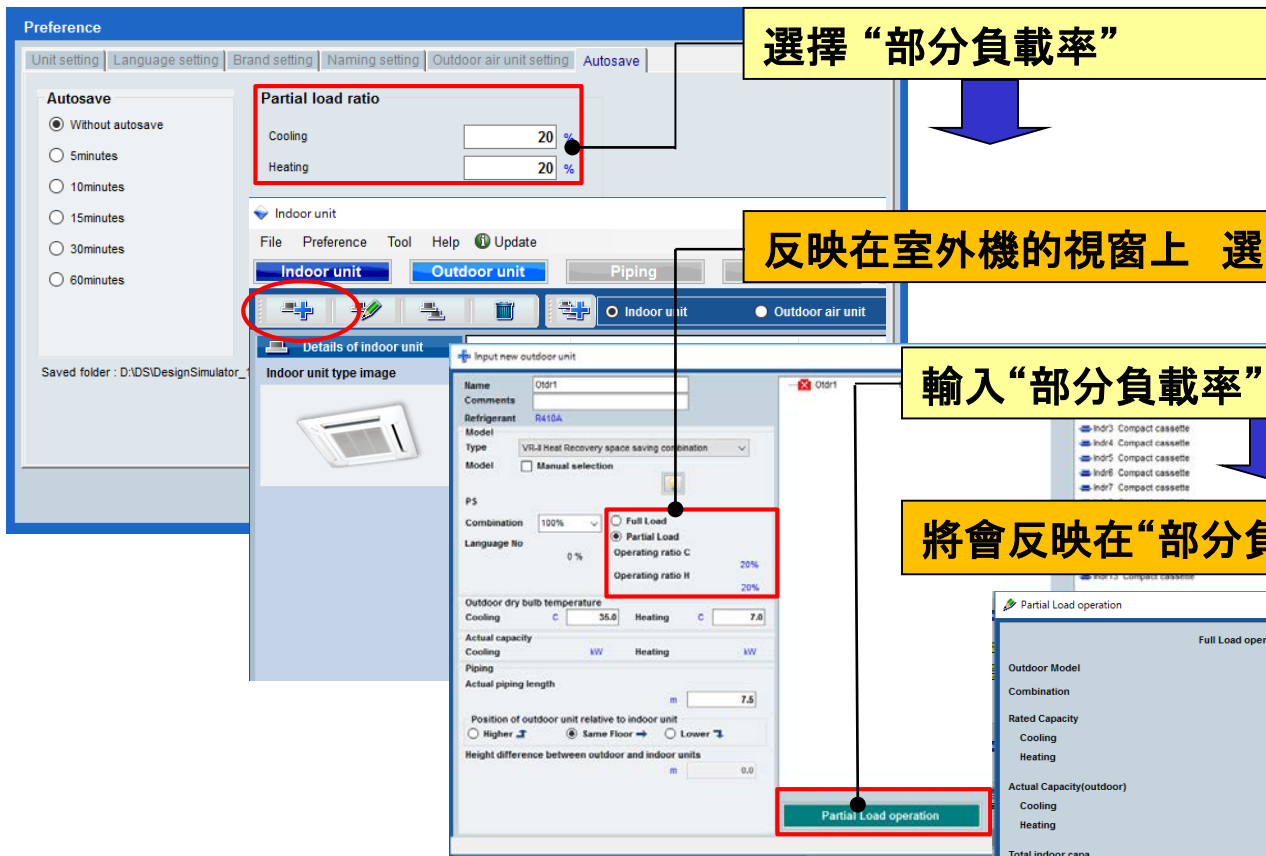 Preference
Unit setting Language setting Brand setting Naming setting Outdoor air unit setting Autosave
選擇 “部分負載率”
Autosave
Without autosave
5minutes
10minutes
15minutes
30minutes
60minutes
Saved folder : D:\DS\DesignSimulator_
Partial load ratio
Cooling 20 %
Heating 20 %
Indoor unit
File Preference Tool Help Update
反映在室外機的視窗上 選
Indoor unit Outdoor unit Piping
Indoor unit Outdoor air unit
Details of indoor unit
Indoor unit type image
Input new outdoor unit
輸入“部分負載率”
Name Otdr1
Comments
Refrigerant R410A
Model
Type VR-II Heat Recovery space saving combination
Model Manual selection
PS
Combination 100% Full Load
Partial Load
Language No 0 %
Operating ratio C
20%
Operating ratio H
20%
Outdoor dry bulb temperature
Cooling C 35.0 Heating C 7.0
Actual capacity
Cooling kW Heating kW
Piping
Actual piping length
m 7.5
Position of outdoor unit relative to indoor unit
Higher Same Floor Lower
Height difference between outdoor and indoor units
m 0.0
Otdr1
Indr3 Compact cassette
Indr4 Compact cassette
Indr5 Compact cassette
Indr6 Compact cassette
Indr7 Compact cassette
將會反映在“部分負
Indr13 Compact cassette
Partial Load operation
Partial Load operation
Full Load oper
Outdoor Model
Combination
Rated Capacity
Cooling
Heating
Actual Capacity(outdoor)
Cooling
Heating
Total indoor capa